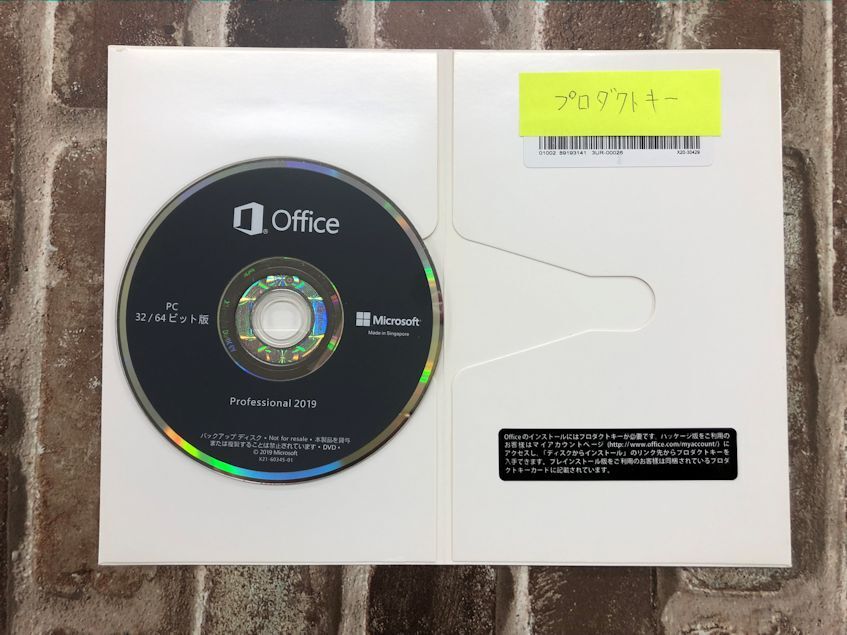 プロダクトキー
01002 89193141 3UR-00026 X20-30429
Office
PC
32 / 64 ビット版
Microsoft
Made in Singapore
Professional 2019
バックアップ ディスク • Not for resale • 本製品を貸与
または複製することは禁止されています • DVD •
© 2019 Microsoft
X21-60345-01
Officeのインストールにはプロダクトキーが必要です。パッケージ版をご利用の
お客様はマイアカウントページ (http://www.office.com/myaccount/) に
アクセスし、「ディスクからインストール」のリンク先からプロダクトキーを
入手できます。プレインストール版をご利用のお客様は同梱されているプロダ
クトキーカードに記載されています。